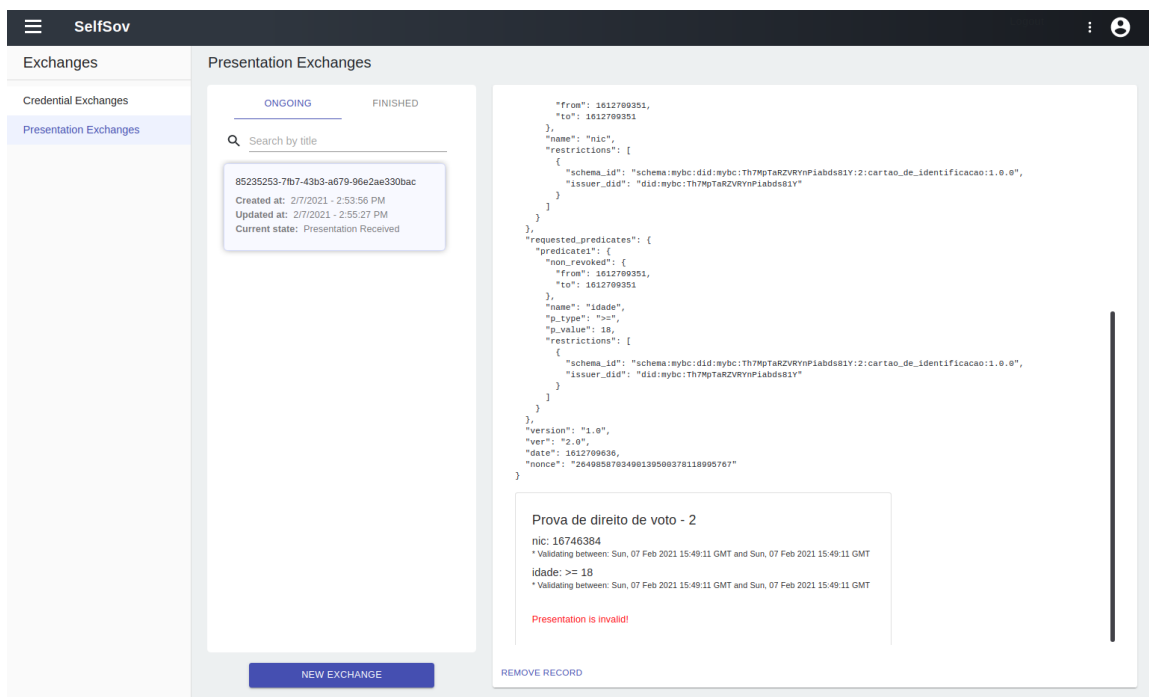 SelfSov
Exchanges
Credential Exchanges
Presentation Exchanges
Presentation Exchanges
ONGOING FINISHED
Search by title
85235253-7fb7-43b3-a679-96e2ae330bac
Created at: 2/7/2021 - 2:53:56 PM
Updated at: 2/7/2021 - 2:55:27 PM
Current state: Presentation Received
NEW EXCHANGE
"from": 1612709351,
"to": 1612709351
},
"name": "nic",
"restrictions": [
{
"schema_id": "schema:mybc:did:mybc:Th7MpTaRZVRYnPiabds81Y:2:cartao_de_identificacao:1.0.0",
"issuer_did": "did:mybc:Th7MpTaRZVRYnPiabds81Y"
}
]
}
},
"requested_predicates": {
"predicate1": {
"non_revoked": {
"from": 1612709351,
"to": 1612709351
},
"name": "idade",
"p_type": ">=",
"p_value": 18,
"restrictions": [
{
"schema_id": "schema:mybc:did:mybc:Th7MpTaRZVRYnPiabds81Y:2:cartao_de_identificacao:1.0.0",
"issuer_did": "did:mybc:Th7MpTaRZVRYnPiabds81Y"
}
]
}
},
"version": "1.0",
"ver": "2.0",
"date": 1612709636,
"nonce": "2649858703490139500378118995767"
}
Prova de direito de voto - 2
nic: 16746384
* Validating between: Sun, 07 Feb 2021 15:49:11 GMT and Sun, 07 Feb 2021 15:49:11 GMT
idade: >= 18
* Validating between: Sun, 07 Feb 2021 15:49:11 GMT and Sun, 07 Feb 2021 15:49:11 GMT
Presentation is invalid!
REMOVE RECORD